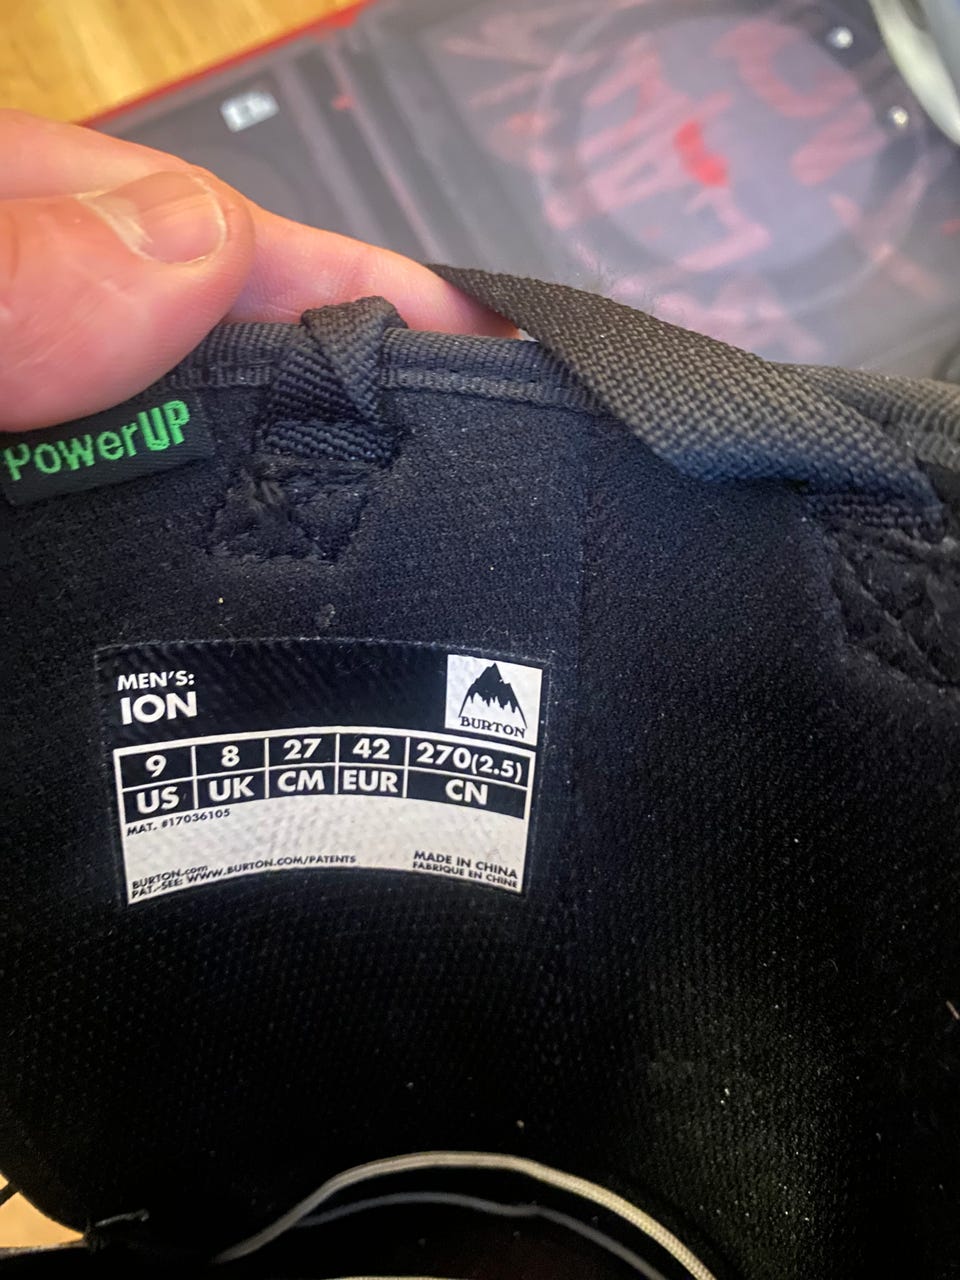 PowerUP
MEN'S:
ION
BURTON
9 8 27 42 270(2.5)
US UK CM EUR CN
MAT. #17036105
BURTON.com
PAT.-SEE: WWW.BURTON.COM/PATENTS
MADE IN CHINA
FABRIQUE EN CHINE